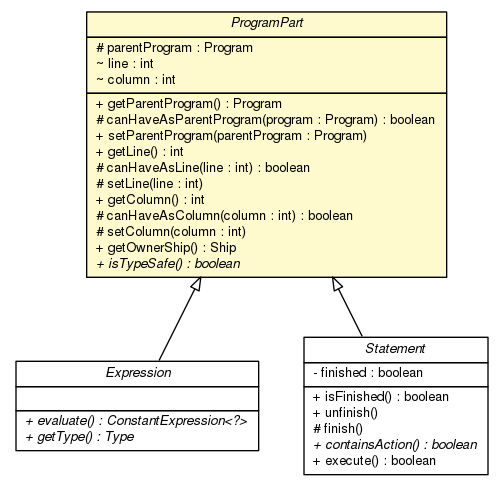 ProgramPart
# parentProgram : Program
~ line : int
~ column : int
+ getParentProgram() : Program
# canHaveAsParentProgram(program : Program) : boolean
+ setParentProgram(parentProgram : Program)
+ getLine() : int
# canHaveAsLine(line : int) : boolean
# setLine(line : int)
+ getColumn() : int
# canHaveAsColumn(column : int) : boolean
# setColumn(column : int)
+ getOwnerShip() : Ship
+ isTypeSafe() : boolean
Expression
+ evaluate() : ConstantExpression<?>
+ getType() : Type
Statement
- finished : boolean
+ isFinished() : boolean
+ unfinish()
# finish()
+ containsAction() : boolean
+ execute() : boolean